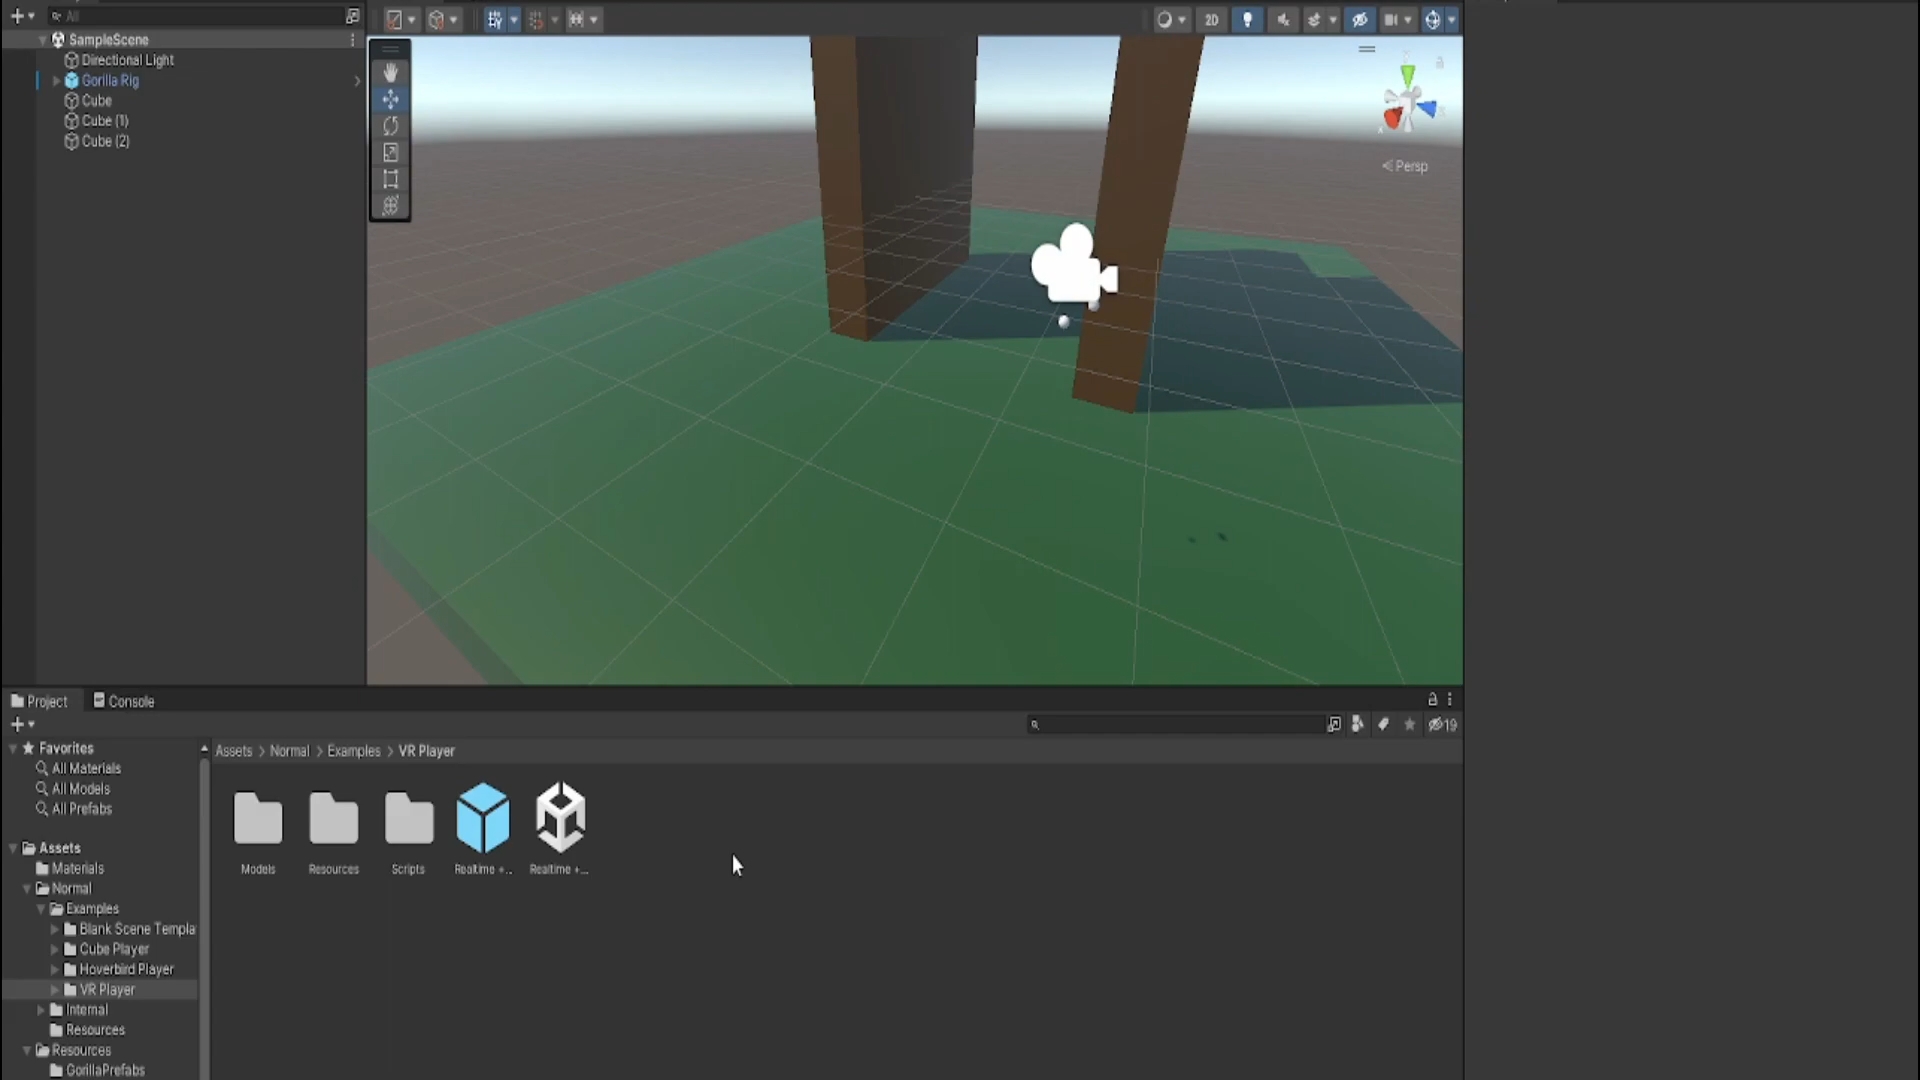 All
2D
SampleScene
Directional Light
Gorilla Rig
Cube
Cube (1)
Cube (2)
Persp
Project
Console
19
Favorites
All Materials
All Models
All Prefabs
Assets
Materials
Normal
Examples
Blank Scene Templa
Cube Player
Hoverbird Player
VR Player
Internal
Resources
Resources
GorillaPrefabs
Assets > Normal > Examples > VR Player
Models
Resources
Scripts
Realtime +...
Realtime +...